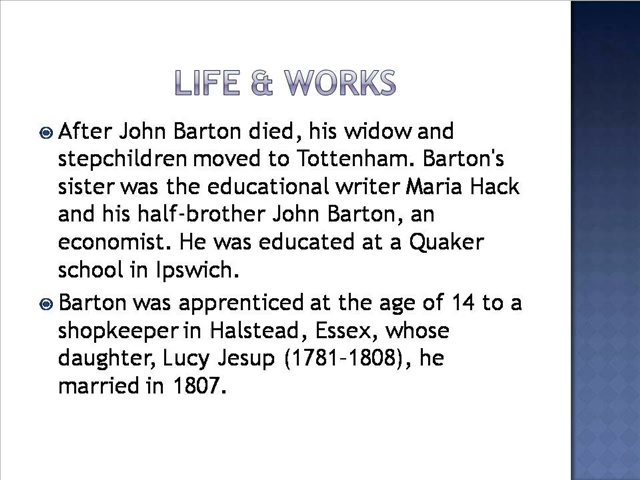 LIFE & WORKS
After John Barton died, his widow and
stepchildren moved to Tottenham. Barton's
sister was the educational writer Maria Hack
and his half-brother John Barton, an
economist. He was educated at a Quaker
school in Ipswich.
Barton was apprenticed at the age of 14 to a
shopkeeper in Halstead, Essex, whose
daughter, Lucy Jesup (1781–1808), he
married in 1807.